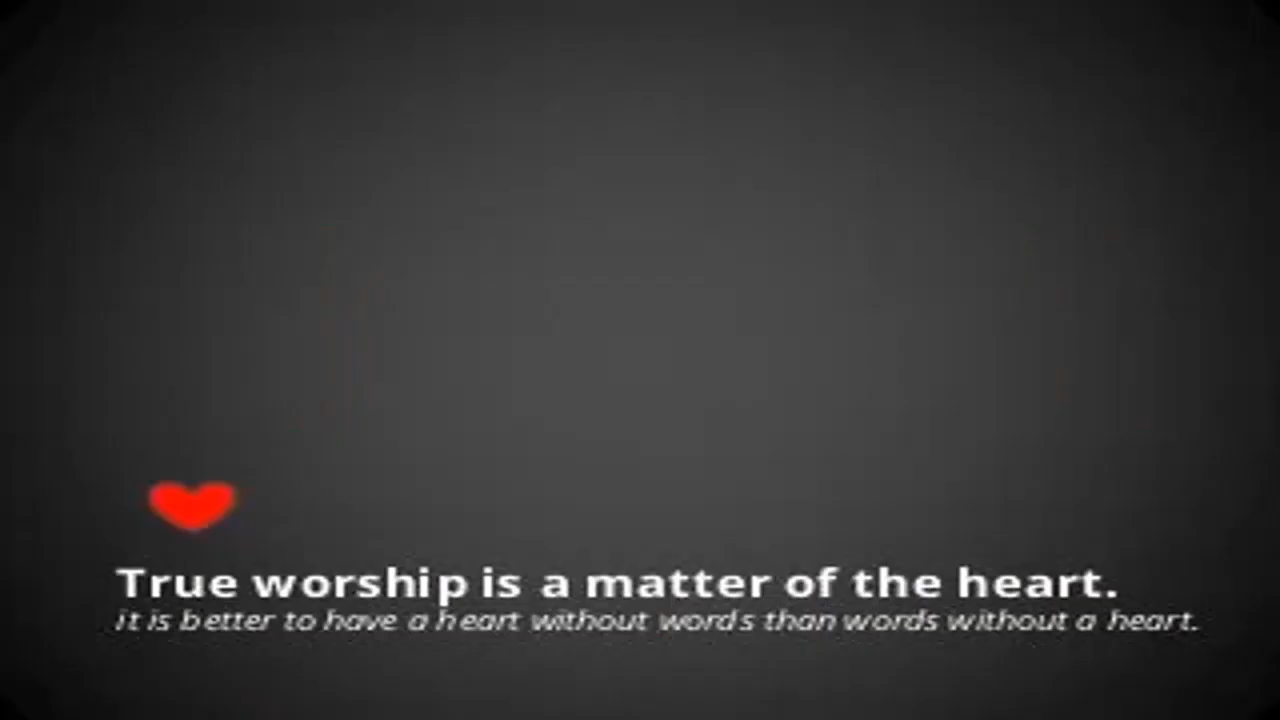 True worship is a matter of the heart.
it is better to have a heart without words than words without a heart.